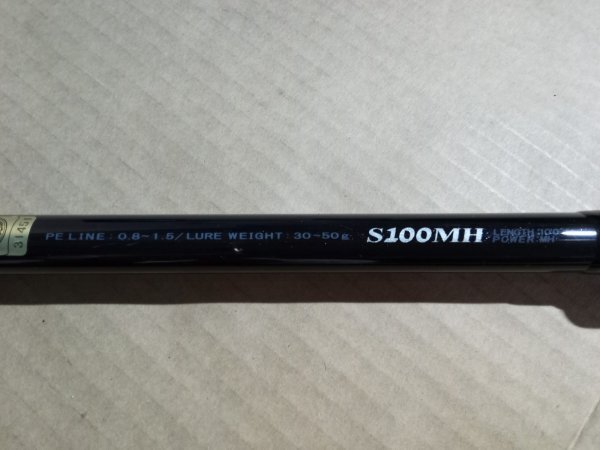 PE LINE : 0.8~1.5 / LURE WEIGHT : 30~50g.
S100MH
POWER:MH